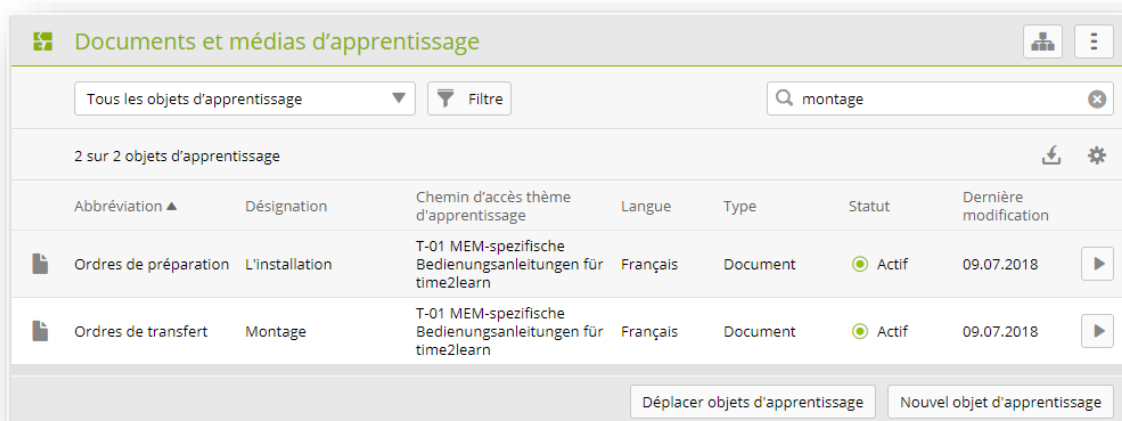 Documents et médias d'apprentissage
Tous les objets d'apprentissage Filtre montage
2 sur 2 objets d'apprentissage
Abbréviation ▲ Désignation Chemin d'accès thème d'apprentissage Langue Type Statut Dernière modification
Ordres de préparation L'installation T-01 MEM-spezifische Bedienungsanleitungen für time2learn Français Document Actif 09.07.2018
Ordres de transfert Montage T-01 MEM-spezifische Bedienungsanleitungen für time2learn Français Document Actif 09.07.2018
Déplacer objets d'apprentissage Nouvel objet d'apprentissage